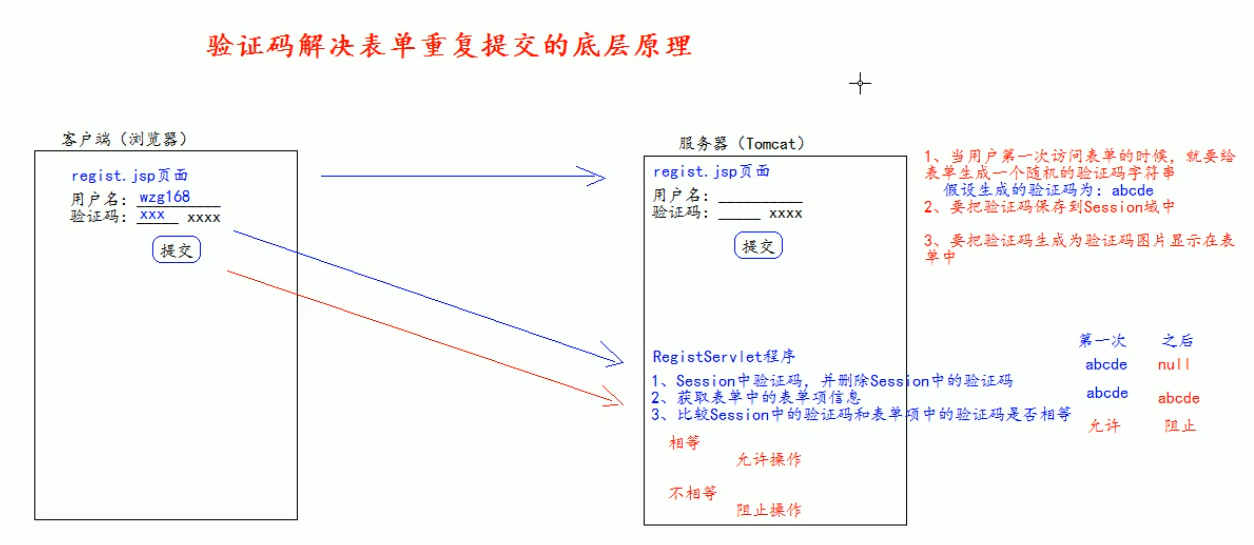 验证码解决表单重复提交的底层原理
客户端（浏览器）
regist.jsp页面
用户名：wzg168
验证码：xxx xxxx
提交
服务器（Tomcat）
regist.jsp页面
用户名：__________
验证码：_____ xxxx
提交
1、当用户第一次访问表单的时候，就要给
表单生成一个随机的验证码字符串
假设生成的验证码为：abcde
2、要把验证码保存到Session域中
3、要把验证码生成为验证码图片显示在表
单中
RegistServlet程序
1、Session中验证码，并删除Session中的验证码
2、获取表单中的表单项信息
3、比较Session中的验证码和表单项中的验证码是否相等
相等
允许操作
不相等
阻止操作
第一次 之后
abcde null
abcde abcde
允许 阻止